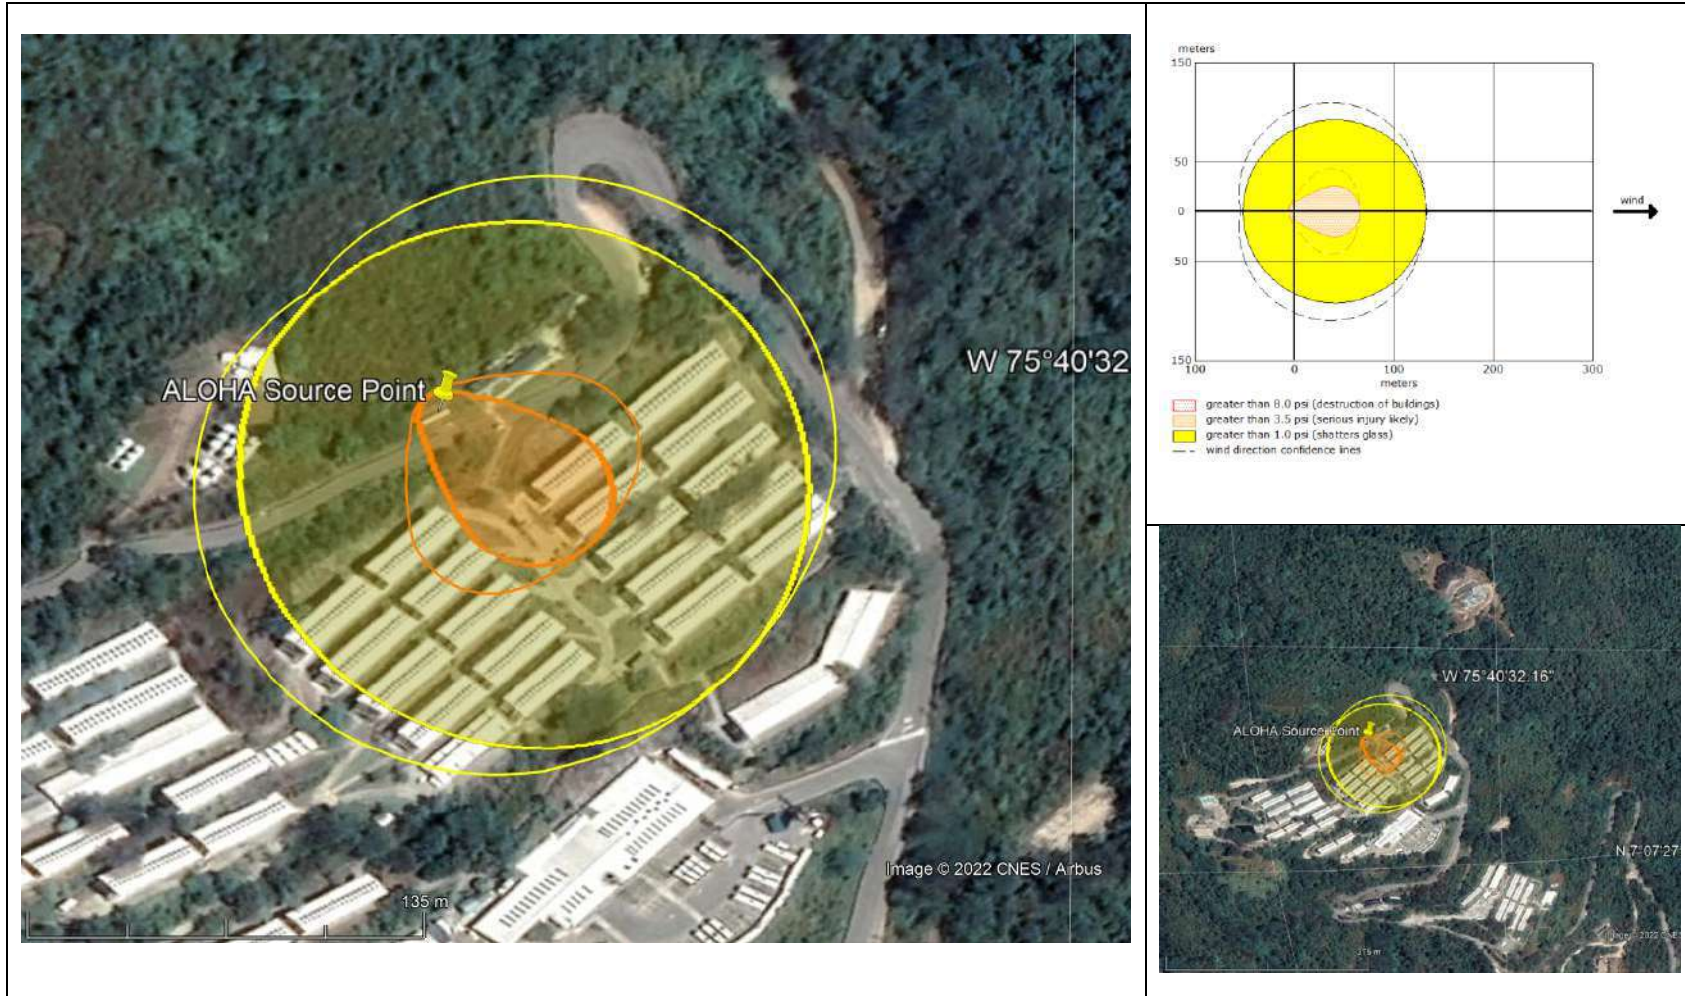 ALOHA Source Point
W 75°40'32
Image © 2022 CNES / Airbus
135 m
meters
150
50
0
50
150
100 0 100 200 300
meters
wind
greater than 8.0 psi (destruction of buildings)
greater than 3.5 psi (serious injury likely)
greater than 1.0 psi (shatters glass)
wind direction confidence lines
W 75°40'32.16"
ALOHA Source Point
N 7°07'27